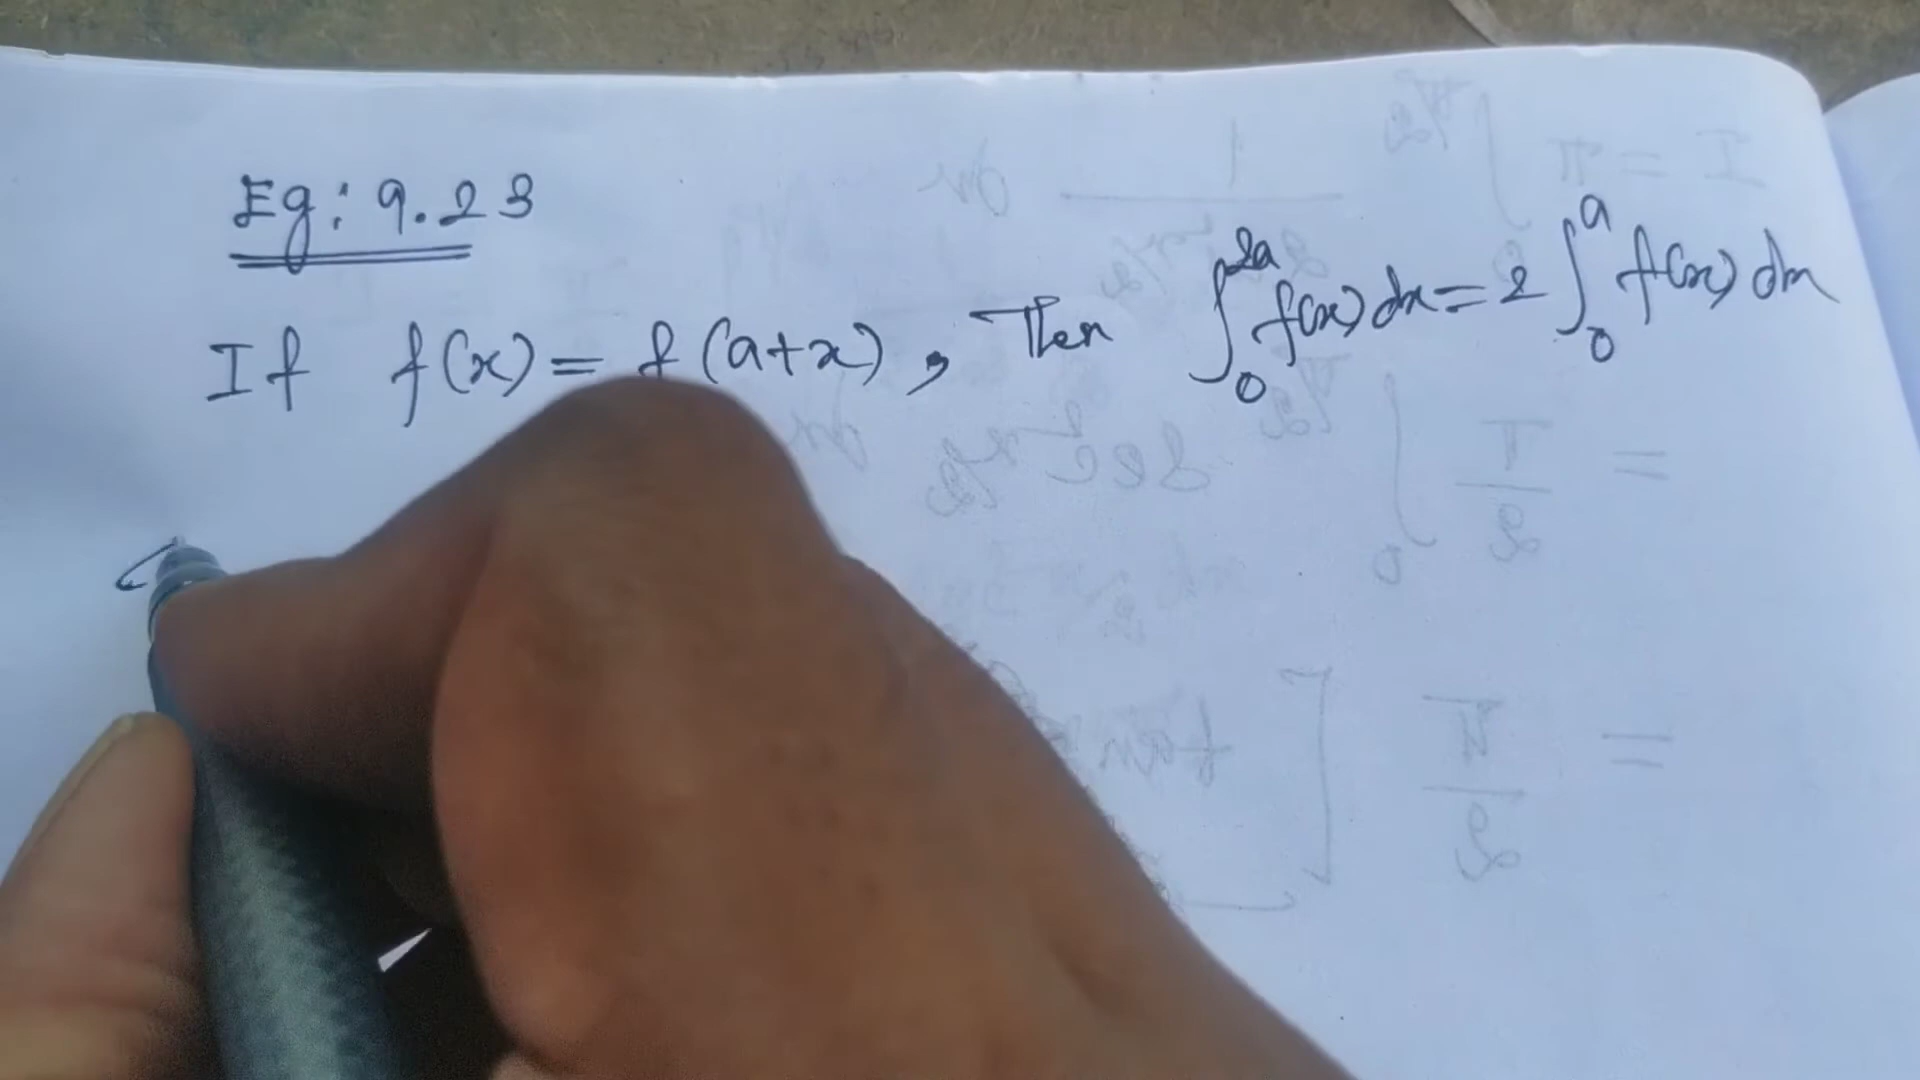 Eg: 9.23
If f(x) = f(a+x), Then ∫₀²ᵃ f(x) dx = 2 ∫₀ᵃ f(x) dx